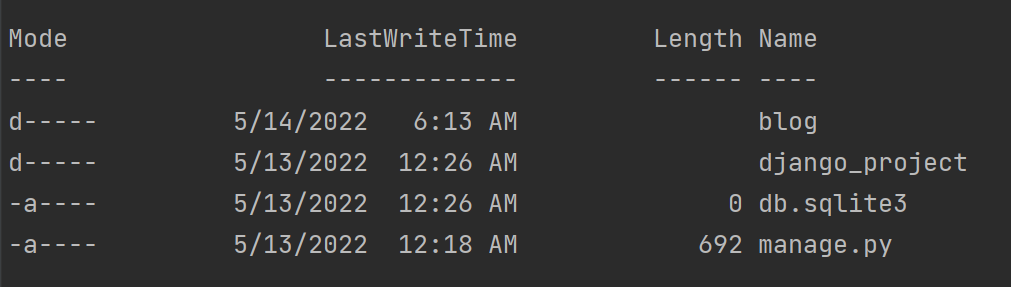 Mode                 LastWriteTime         Length Name
----                 -------------         ------ ----
d-----         5/14/2022   6:13 AM                blog
d-----         5/13/2022  12:26 AM                django_project
-a----         5/13/2022  12:26 AM              0 db.sqlite3
-a----         5/13/2022  12:18 AM            692 manage.py